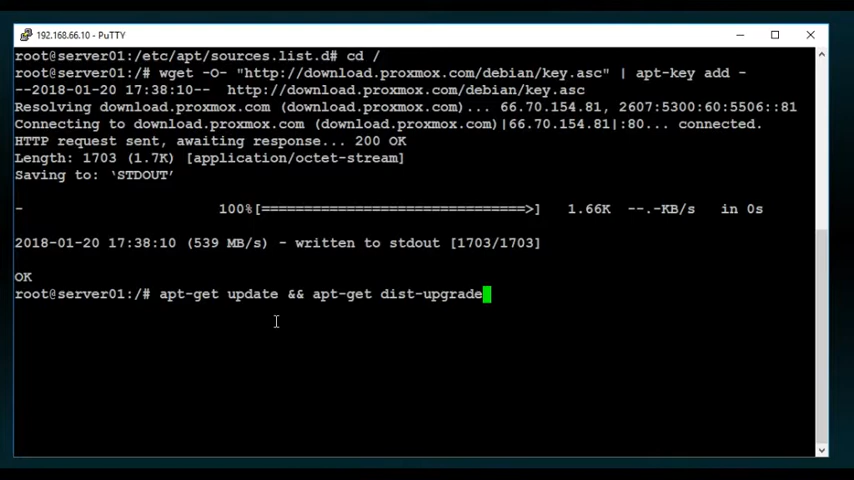 192.168.66.10 - PuTTY
root@server01:/etc/apt/sources.list.d# cd /
root@server01:/# wget -O- "http://download.proxmox.com/debian/key.asc" | apt-key add -
--2018-01-20 17:38:10--  http://download.proxmox.com/debian/key.asc
Resolving download.proxmox.com (download.proxmox.com)... 66.70.154.81, 2607:5300:60:5506::81
Connecting to download.proxmox.com (download.proxmox.com)|66.70.154.81|:80... connected.
HTTP request sent, awaiting response... 200 OK
Length: 1703 (1.7K) [application/octet-stream]
Saving to: ‘STDOUT’
-                       100%[===============================>]   1.66K  --.-KB/s   in 0s
2018-01-20 17:38:10 (539 MB/s) - written to stdout [1703/1703]
OK
root@server01:/# apt-get update && apt-get dist-upgrade